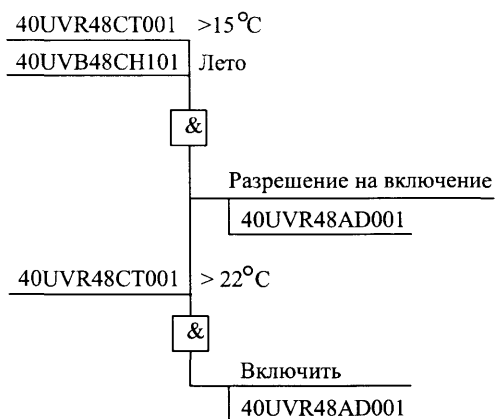 40UVR48CT001 >15°C
40UVB48CH101 Лето
&
Разрешение на включение
40UVR48AD001
40UVR48CT001 > 22°C
&
Включить
40UVR48AD001